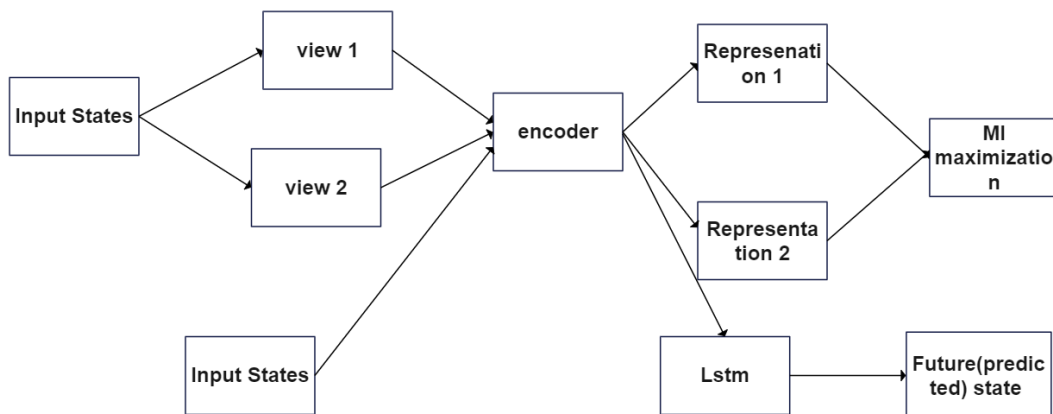 view 1
Input States
view 2
encoder
Represenati
on 1
Representa
tion 2
MI
maximizatio
n
Input States
Lstm
Future(predic
ted) state